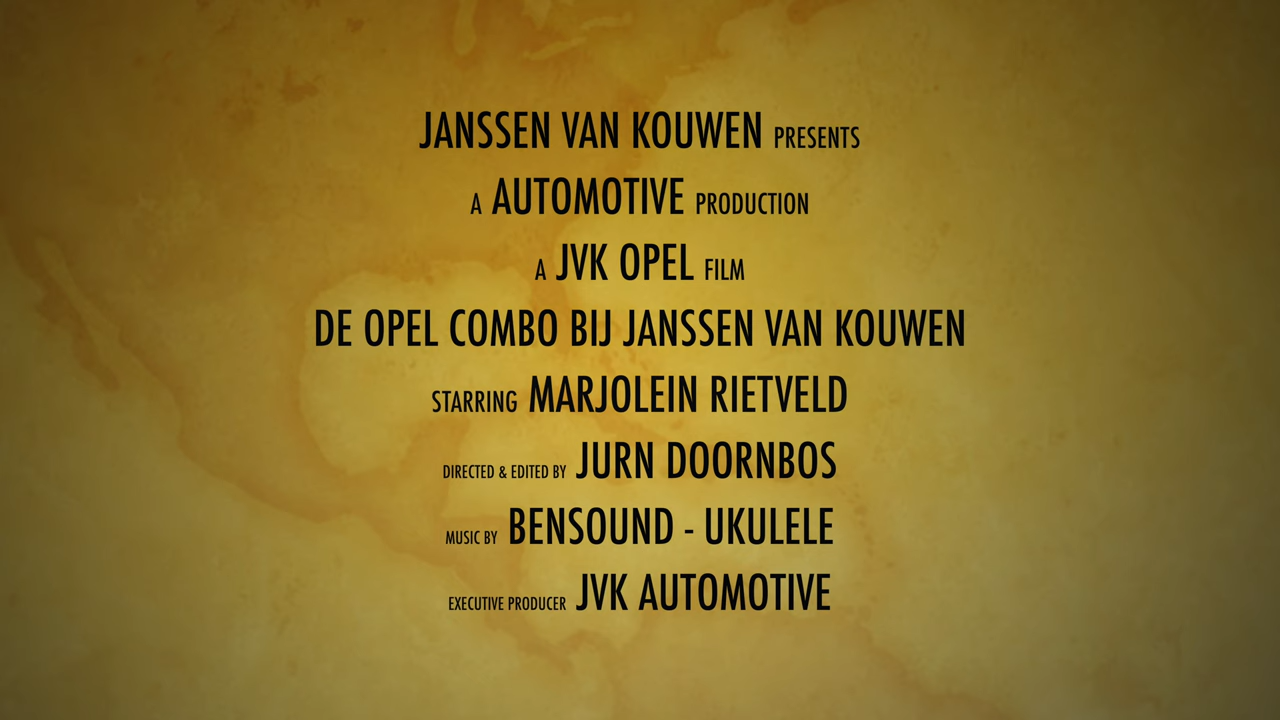 JANSSEN VAN KOUWEN PRESENTS
A AUTOMOTIVE PRODUCTION
A JVK OPEL FILM
DE OPEL COMBO BIJ JANSSEN VAN KOUWEN
STARRING MARJOLEIN RIETVELD
DIRECTED & EDITED BY JURN DOORNBOS
MUSIC BY BENSOUND - UKULELE
EXECUTIVE PRODUCER JVK AUTOMOTIVE